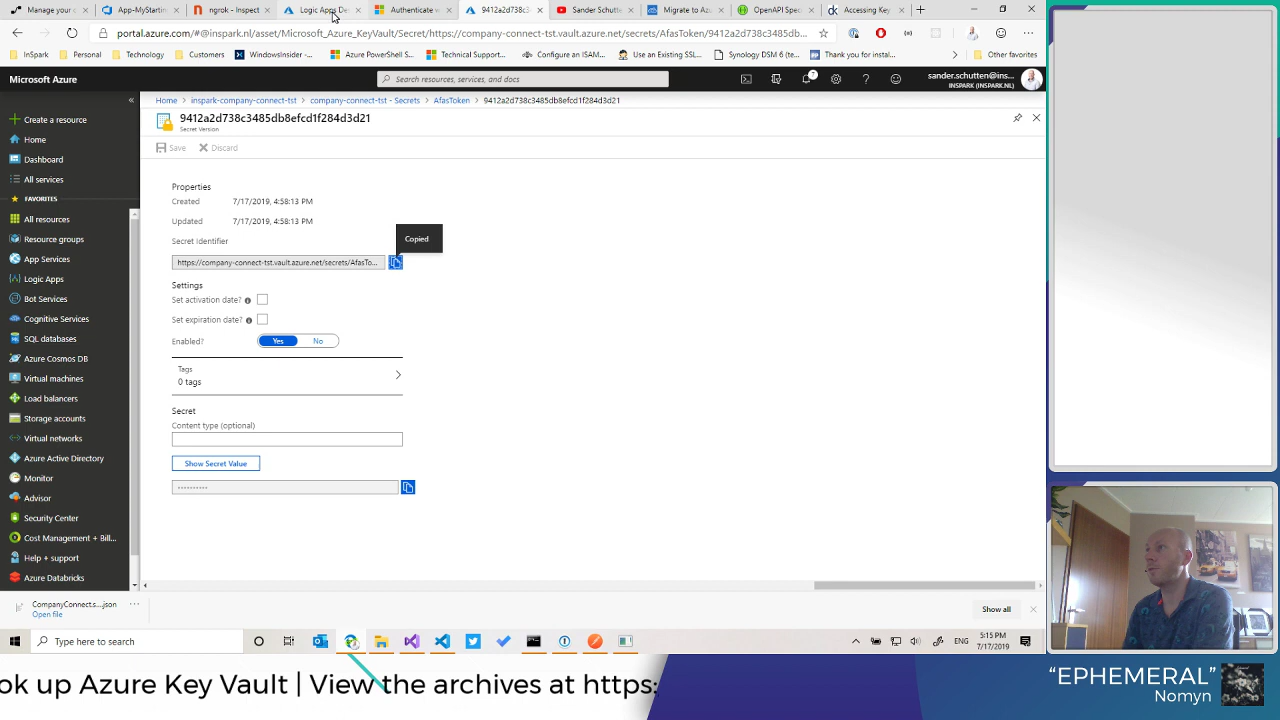 Manage your
App-MyStartin
ngrok - Inspect
Logic Apps De
Authenticate w
9412a2d738c3
Sander Schutte
Migrate to Az
OpenID Spec
Accessing Key
portal.azure.com/#@inspark.nl/asset/Microsoft_Azure_KeyVault/Secret/https://company-connect-tst.vault.azure.net/secrets/AfasToken/9412a2d738c3485db8efcd1f284d3d21/...
InSpark
Personal
Customers
WindowsInsider - Of...
Azure PowerShell S...
Technical Support...
Configure an ISAM...
Use an Existing SSL...
Synology DSM 6 (te...
Thank you for install...
Other favorites
Microsoft Azure
Search resources, services, and docs
7
sander.schutten@ins...
INSPARK (INSPARK.NL)
Home
inspark-company-connect-tst
company-connect-tst - Secrets
AfasToken
9412a2d738c3485db8efcd1f284d3d21
9412a2d738c3485db8efcd1f284d3d21
Secret Version
Save
Discard
Create a resource
Home
Dashboard
All services
FAVORITES
All resources
Resource groups
App Services
Logic Apps
Bot Services
Cognitive Services
SQL databases
Azure Cosmos DB
Virtual machines
Load balancers
Storage accounts
Virtual networks
Azure Active Directory
Monitor
Advisor
Security Center
Cost Management + Bill...
Help + support
Azure Databricks
Properties
Created 7/17/2019, 4:58:13 PM
Updated 7/17/2019, 4:58:13 PM
Secret Identifier
Copied
https://company-connect-tst.vault.azure.net/secrets/AfasTo...
Settings
Set activation date?
Set expiration date?
Enabled? Yes No
Tags
0 tags
Secret
Content type (optional)
Show Secret Value
CompanyConnect.s....json
Open file
Show all
Type here to search
ENG
5:15 PM
7/17/2019
ok up Azure Key Vault | View the archives at https:
"EPHEMERAL"
Nomyn